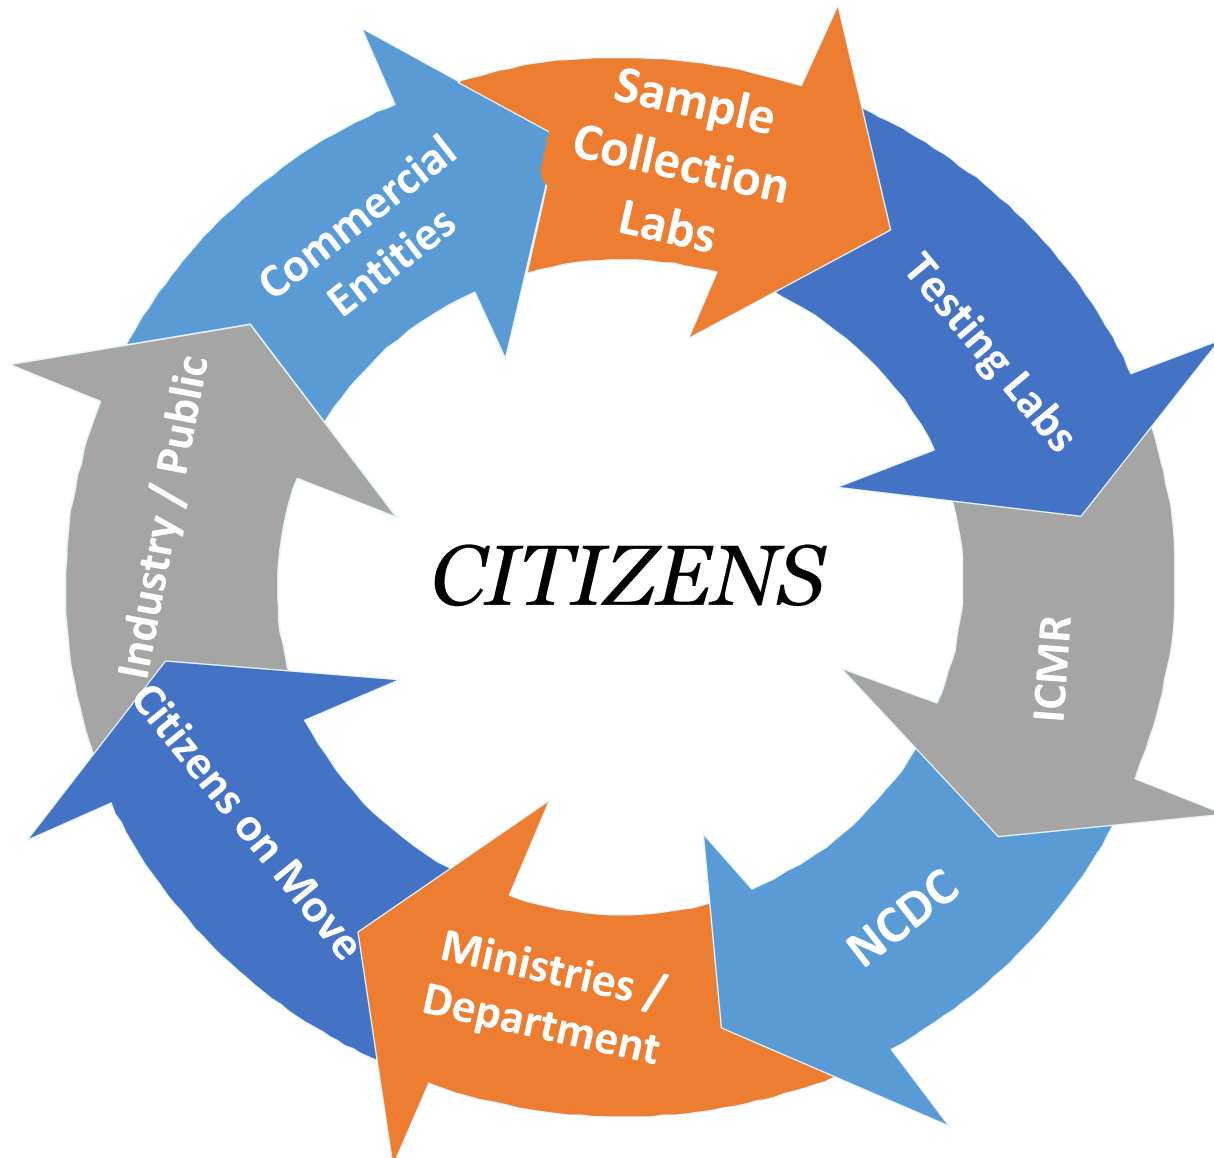 Sample
Collection
Labs
Testing Labs
ICMR
NCDC
Ministries /
Department
Citizens on Move
Industry / Public
Commercial
Entities
CITIZENS